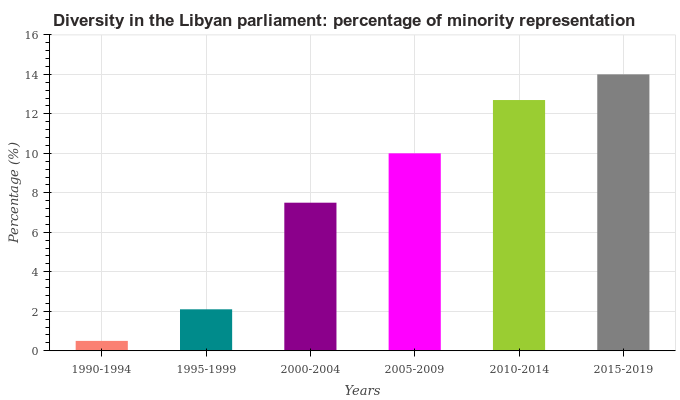 Diversity in the Libyan parliament: percentage of minority representation
16
14
12
10
8
6
4
2
0
Percentage (%)
1990-1994 1995-1999 2000-2004 2005-2009 2010-2014 2015-2019
Years